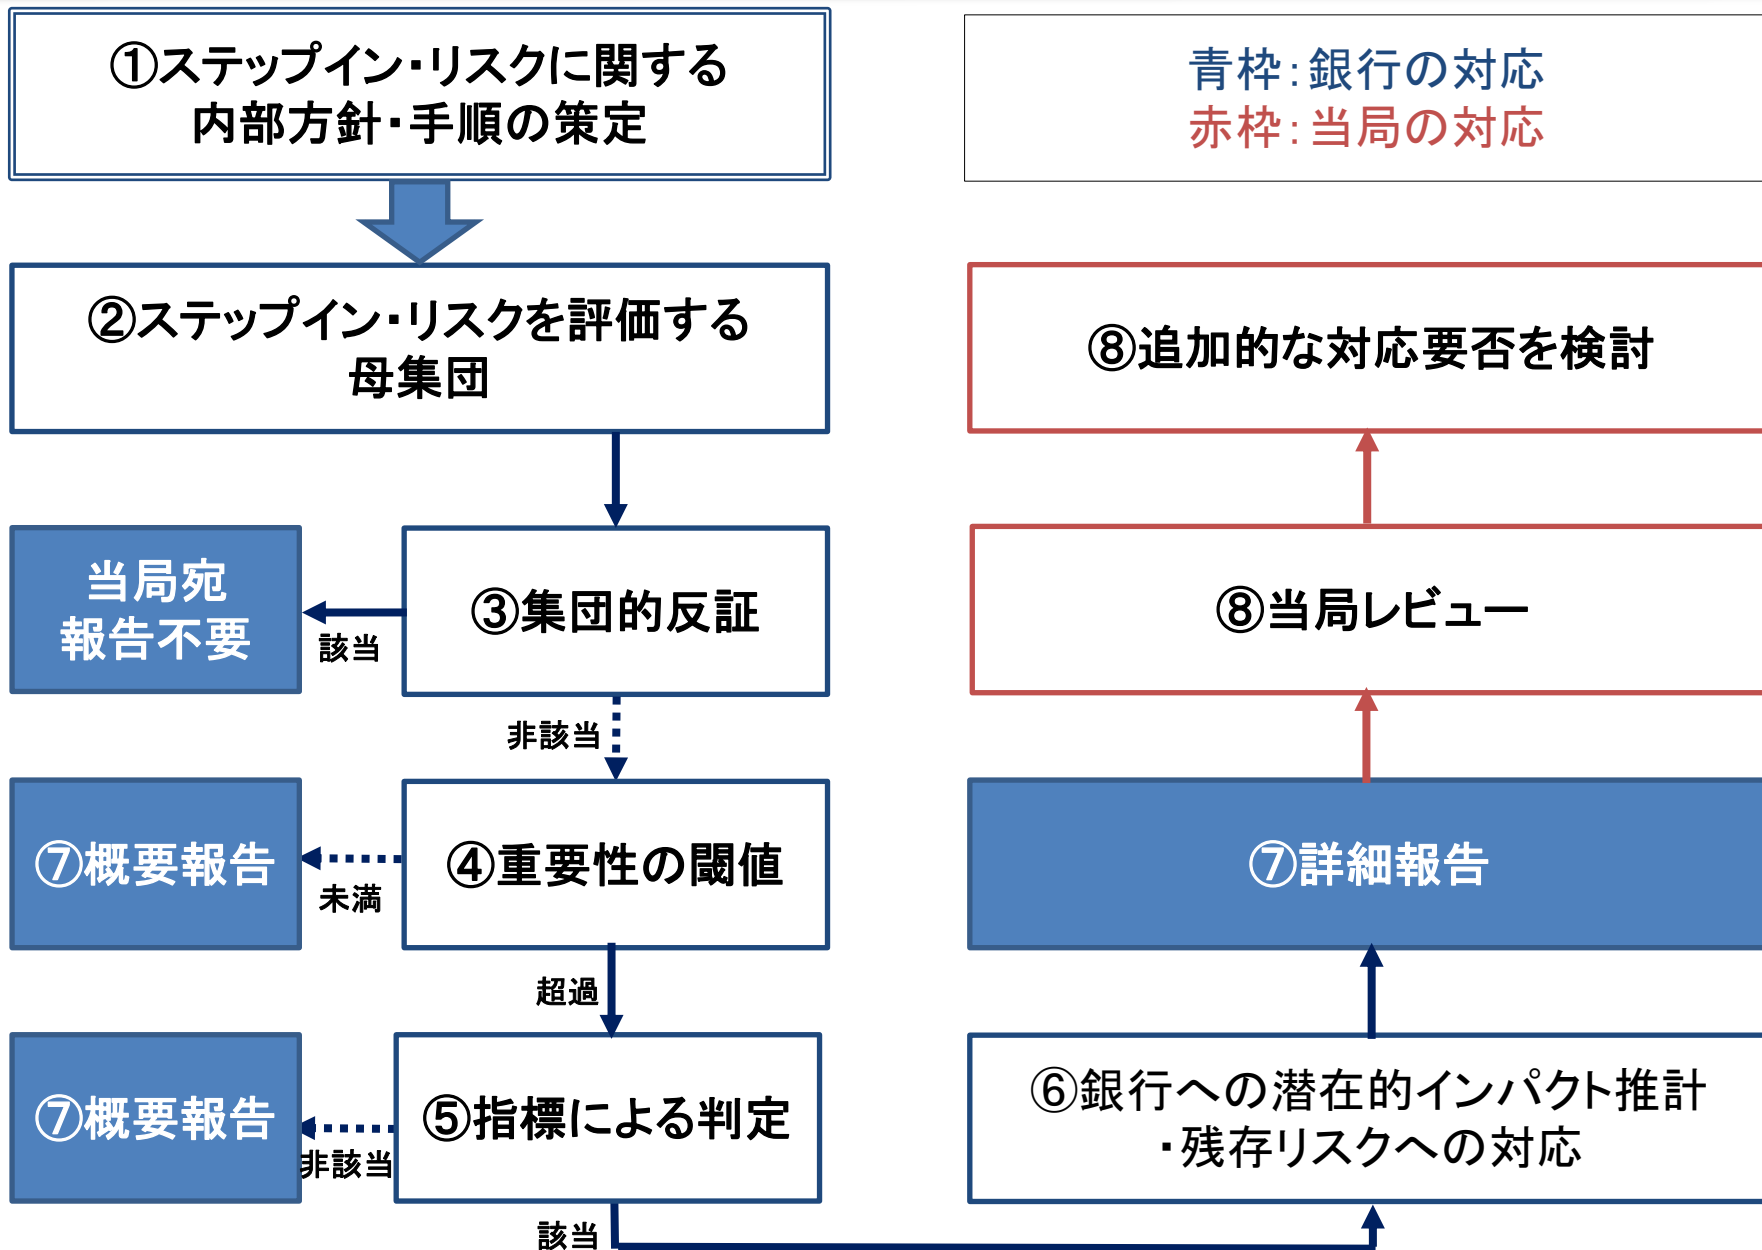 ①ステップイン・リスクに関する
内部方針・手順の策定
青枠：銀行の対応
赤枠：当局の対応
②ステップイン・リスクを評価する
母集団
⑧追加的な対応要否を検討
当局宛
報告不要
該当
③集団的反証
⑧当局レビュー
非該当
⑦概要報告
未満
④重要性の閾値
⑦詳細報告
超過
⑦概要報告
非該当
⑤指標による判定
⑥銀行への潜在的インパクト推計
・残存リスクへの対応
該当